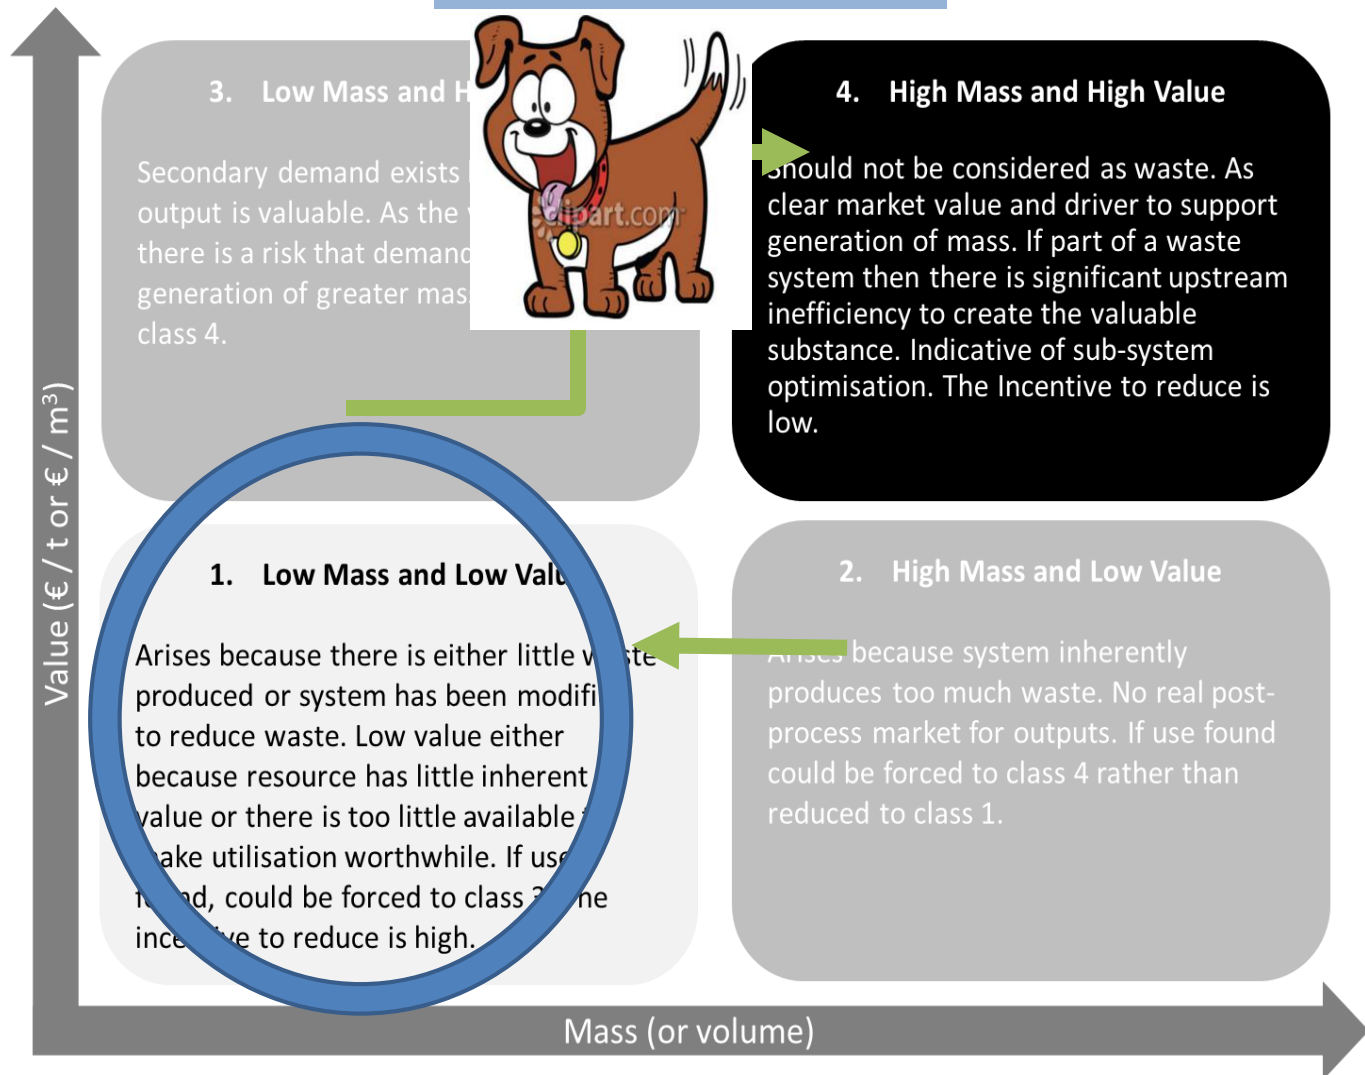 3. Low Mass and H
Secondary demand exists
output is valuable. As the
there is a risk that demand
generation of greater mas
class 4.
clipart.com
4. High Mass and High Value
Should not be considered as waste. As
clear market value and driver to support
generation of mass. If part of a waste
system then there is significant upstream
inefficiency to create the valuable
substance. Indicative of sub-system
optimisation. The Incentive to reduce is
low.
Value (€ / t or € / m³)
1. Low Mass and Low Valu
Arises because there is either little waste
produced or system has been modifi
to reduce waste. Low value either
because resource has little inherent
value or there is too little available
make utilisation worthwhile. If use
found, could be forced to class 3. The
incentive to reduce is high.
2. High Mass and Low Value
Arises because system inherently
produces too much waste. No real post-
process market for outputs. If use found
could be forced to class 4 rather than
reduced to class 1.
Mass (or volume)